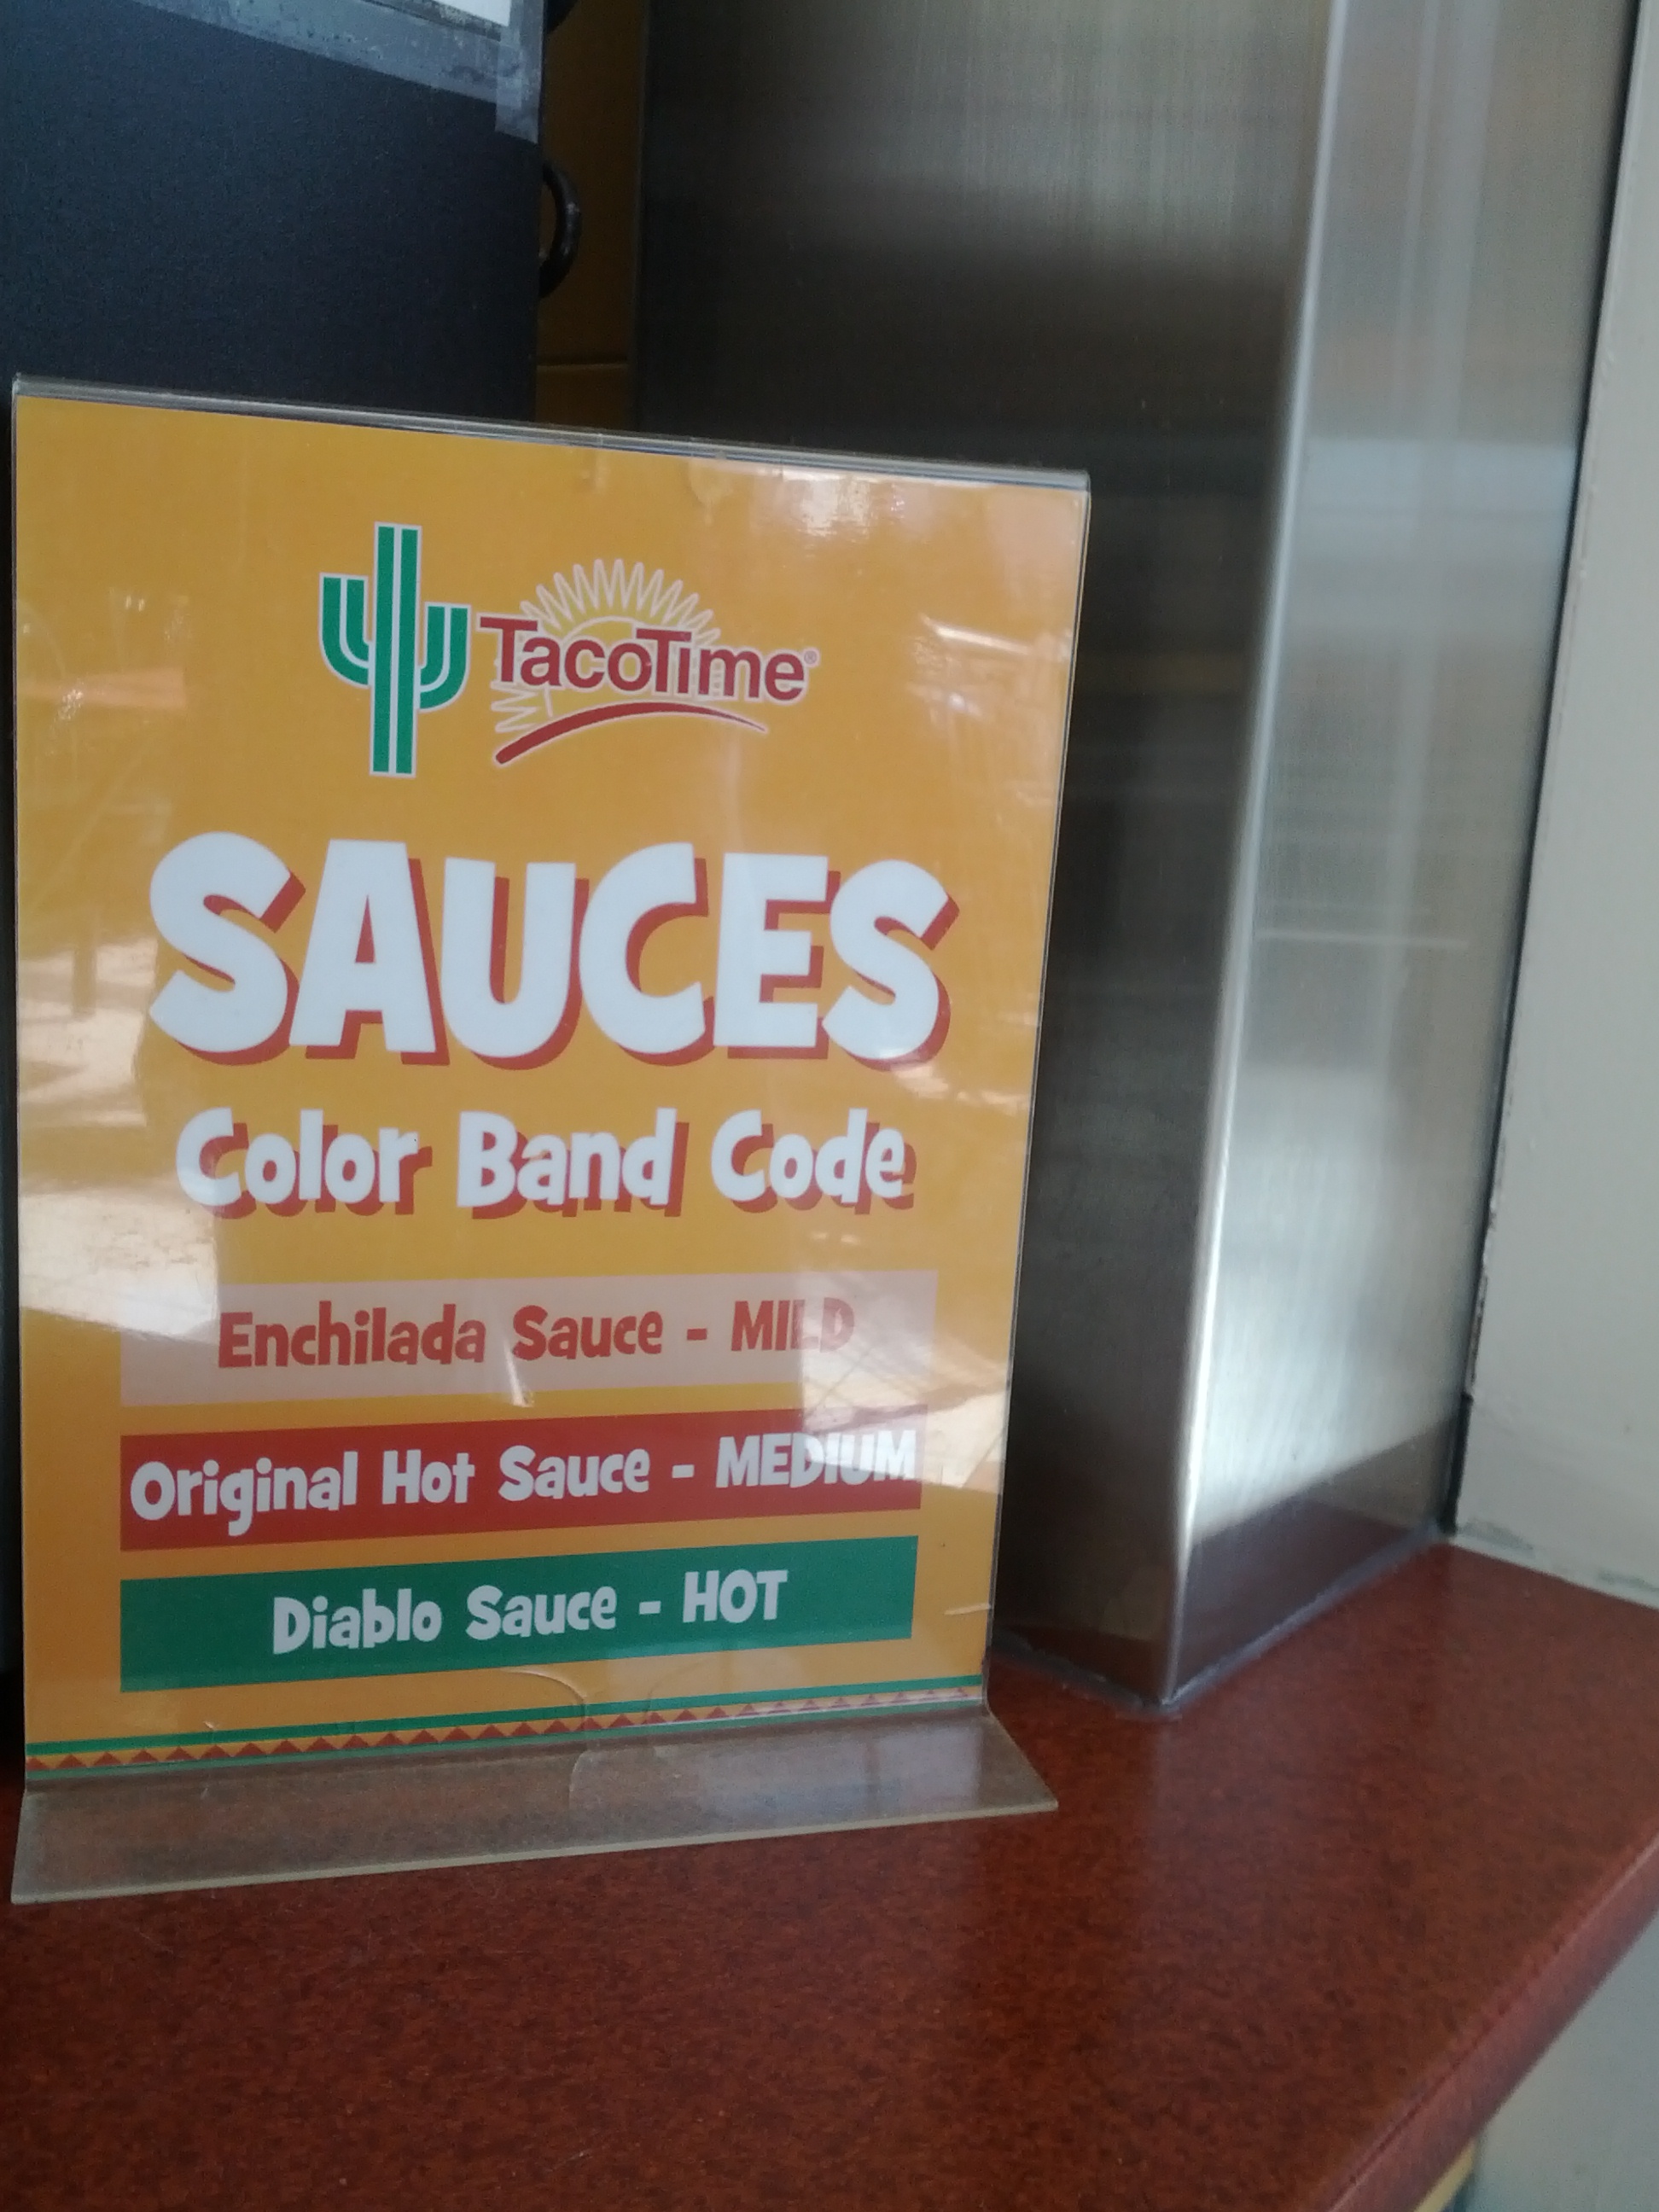 TacoTime®
SAUCES
Color Band Code
Enchilada Sauce - MILD
Original Hot Sauce - MEDIUM
Diablo Sauce - HOT